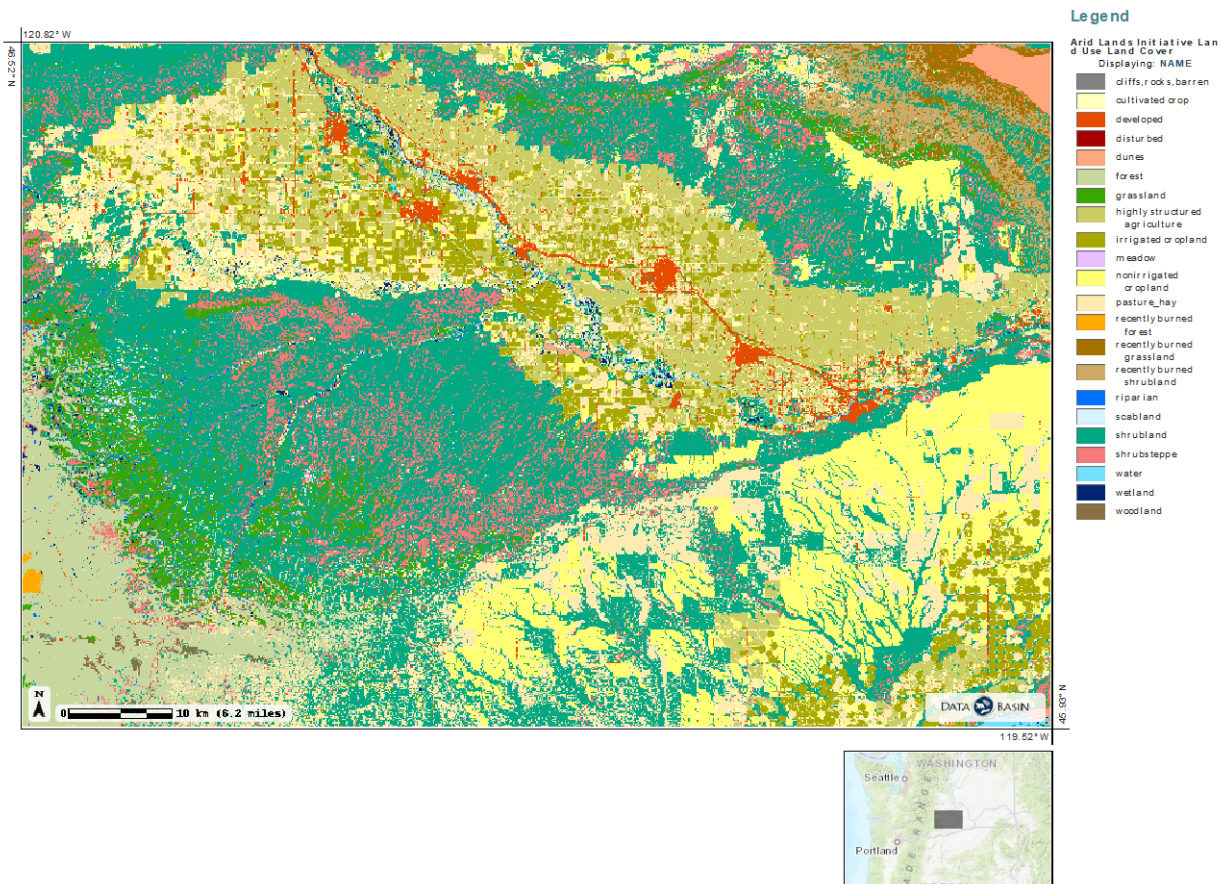 Legend
120.82° W
46.52° N
Arid Lands Initiative Lan
d Use Land Cover
Displaying: NAME
cliffs,rocks,barren
cultivated crop
developed
disturbed
dunes
forest
grassland
highly structured
agriculture
irrigated cropland
meadow
nonirrigated
cropland
pasture_hay
recently burned
forest
recently burned
grassland
recently burned
shrubland
riparian
scabland
shrubland
shrubsteppe
water
wetland
woodland
N
0 10 km (6.2 miles)
DATA BASIN
45.93° N
119.52° W
WASHINGTON
Seattle
ADE RANGE
Portland